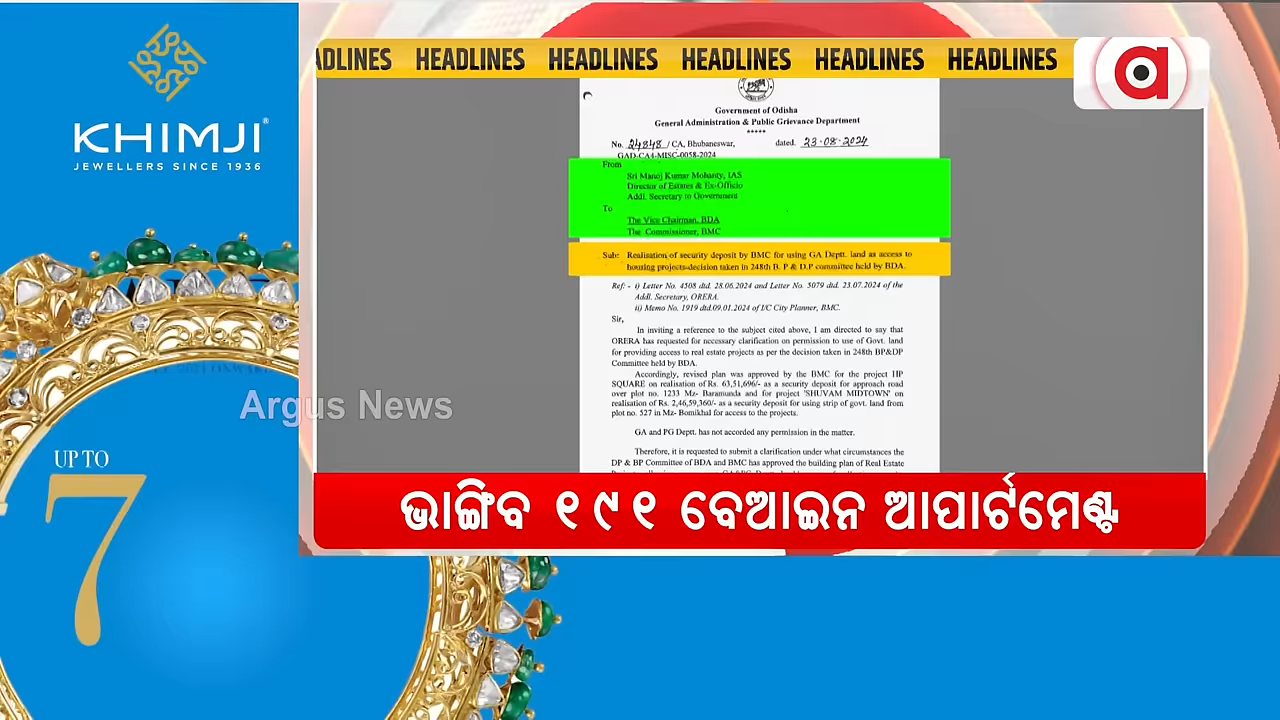 KHIMJI®
JEWELLERS SINCE 1936
UP TO
7
ADLINES HEADLINES HEADLINES HEADLINES HEADLINES HEADLINES
a
Government of Odisha
General Administration & Public Grievance Department
*****
No. 24848 / CA, Bhubaneswar, dated. 23-08-2024
GAD-CA4-MISC-0058-2024
From
Sri Manoj Kumar Mohanty, IAS
Director of Estates & Ex-Officio
Addl. Secretary to Government
To
The Vice Chairman, BDA
The Commissioner, BMC
Sub: Realisation of security deposit by BMC for using GA Deptt. land as access to
housing projects-decision taken in 248th B. P & D.P committee held by BDA.
Ref: - i) Letter No. 4508 dtd. 28.06.2024 and Letter No. 5079 dtd. 23.07.2024 of the
Addl. Secretary, ORERA.
ii) Memo No. 1919 dtd.09.01.2024 of I/C City Planner, BMC.
Sir,
In inviting a reference to the subject cited above, I am directed to say that
ORERA has requested for necessary clarification on permission to use of Govt. land
for providing access to real estate projects as per the decision taken in 248th BP&DP
Committee held by BDA.
Accordingly, revised plan was approved by the BMC for the project HP
SQUARE on realisation of Rs. 63,51,696/- as a security deposit for approach road
over plot no. 1233 Mz- Baramunda and for project 'SHUVAM MIDTOWN' on
realisation of Rs. 2,46,59,360/- as a security deposit for using strip of govt. land from
plot no. 527 in Mz- Bomikhal for access to the projects.
GA and PG Deptt. has not accorded any permission in the matter.
Therefore, it is requested to submit a clarification under what circumstances the
DP & BP Committee of BDA and BMC has approved the building plan of Real Estate
Argus News
ଭାଙ୍ଗିବ ୧୯୧ ବେଆଇନ ଆପାର୍ଟମେଣ୍ଟ